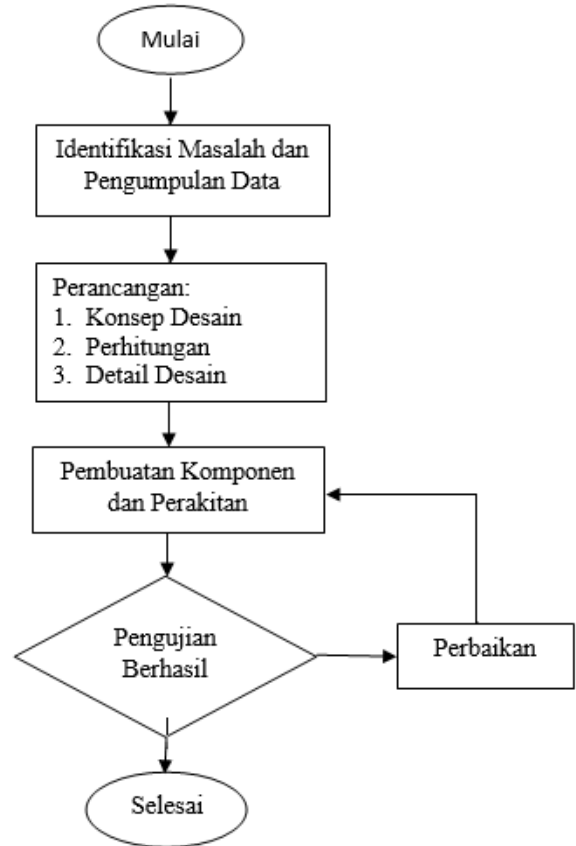 Mulai
Identifikasi Masalah dan
Pengumpulan Data
Perancangan:
1. Konsep Desain
2. Perhitungan
3. Detail Desain
Pembuatan Komponen
dan Perakitan
Pengujian
Berhasil
Perbaikan
Selesai